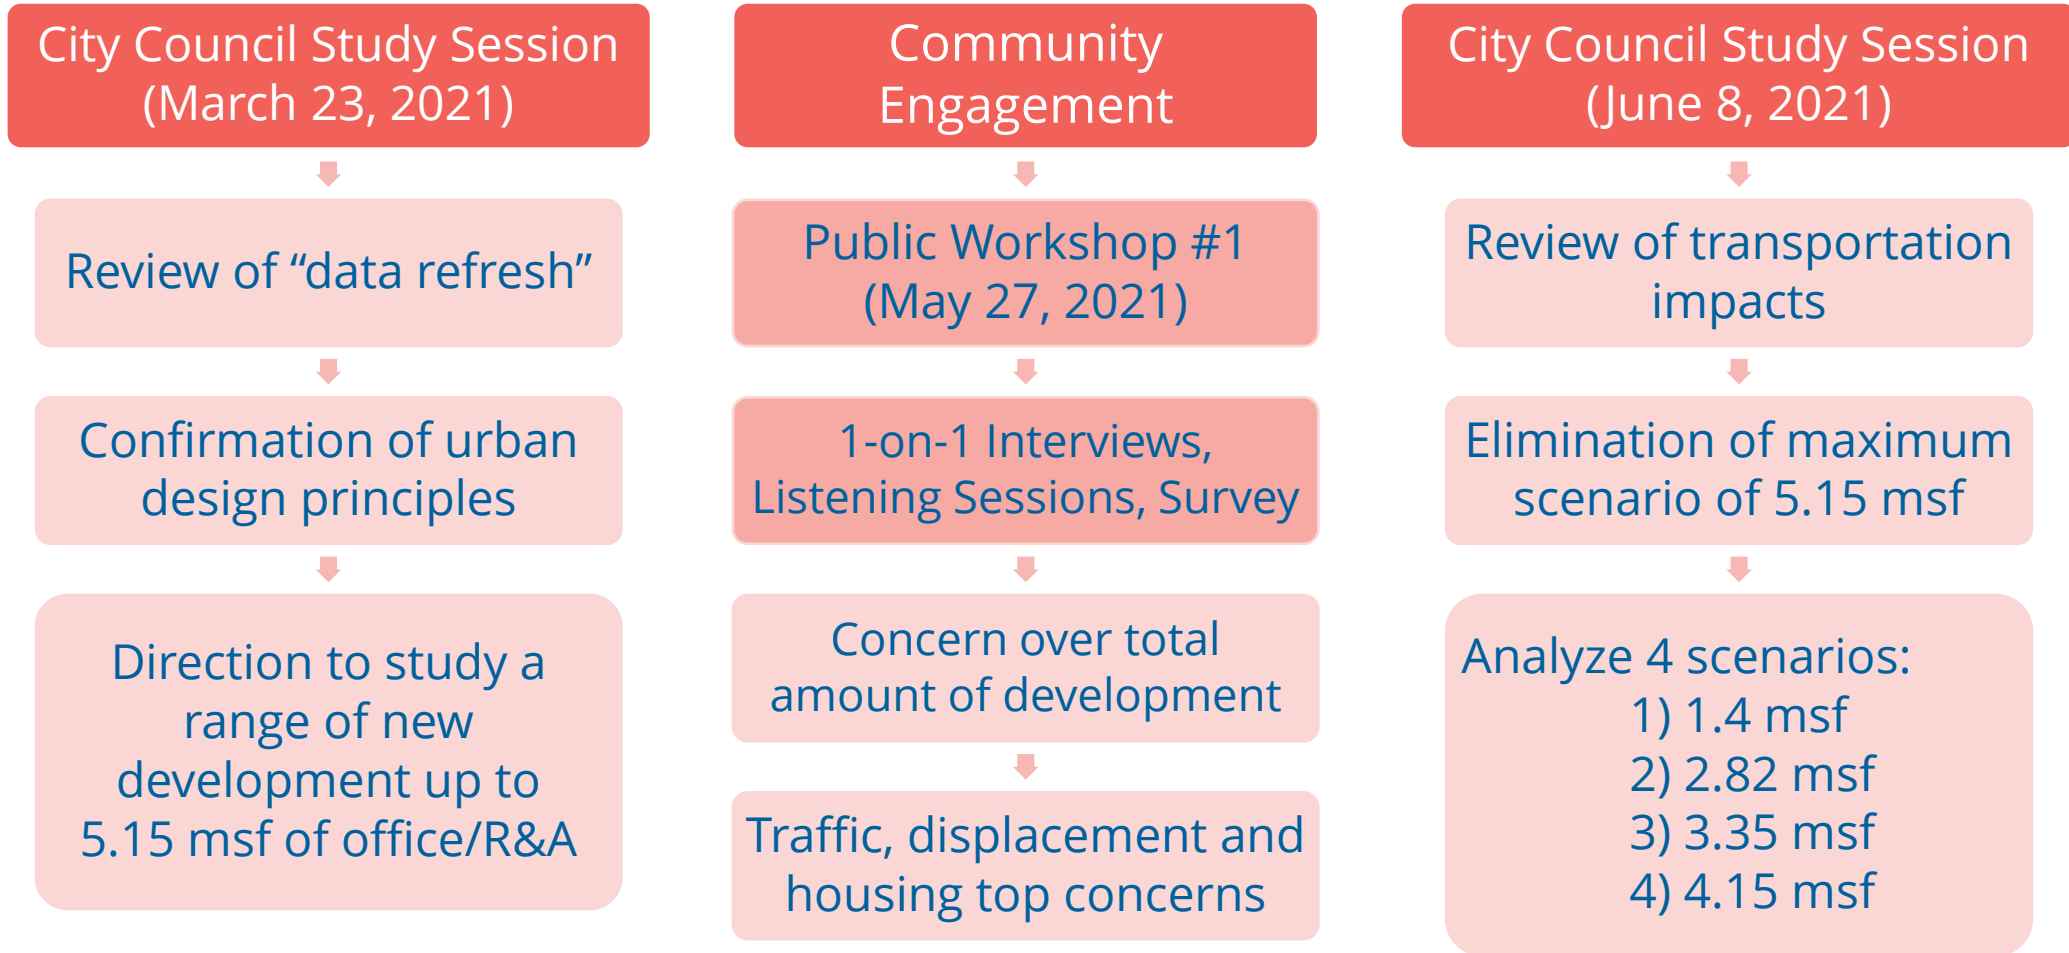 City Council Study Session
(March 23, 2021)
Review of “data refresh”
Confirmation of urban
design principles
Direction to study a
range of new
development up to
5.15 msf of office/R&A
Community
Engagement
Public Workshop #1
(May 27, 2021)
1-on-1 Interviews,
Listening Sessions, Survey
Concern over total
amount of development
Traffic, displacement and
housing top concerns
City Council Study Session
(June 8, 2021)
Review of transportation
impacts
Elimination of maximum
scenario of 5.15 msf
Analyze 4 scenarios:
1) 1.4 msf
2) 2.82 msf
3) 3.35 msf
4) 4.15 msf